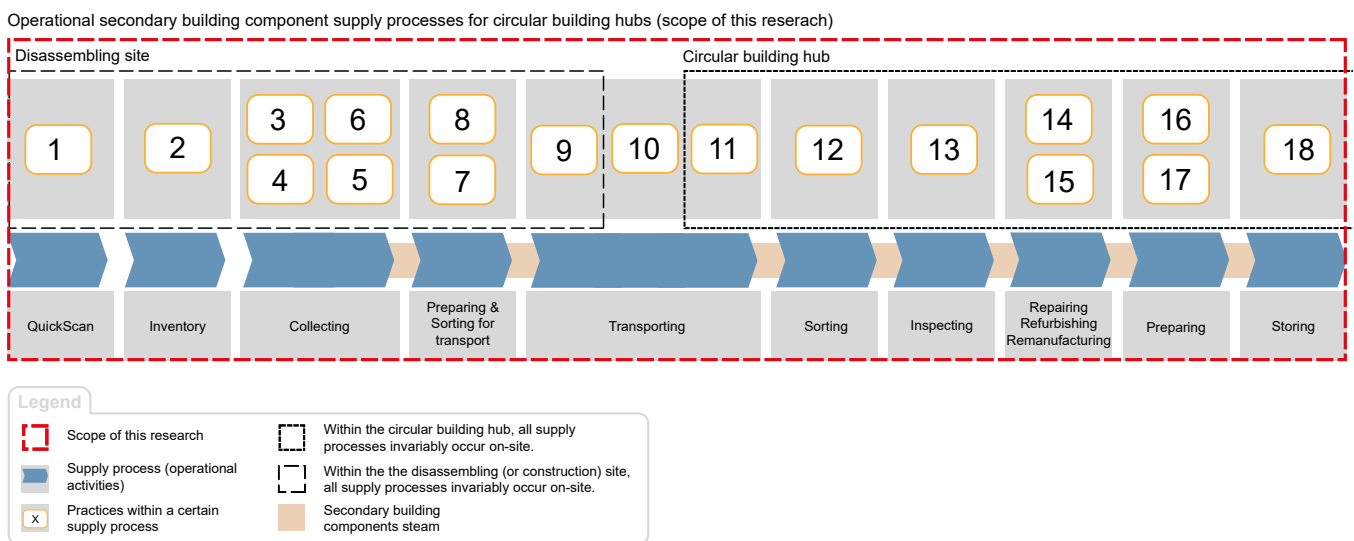 Operational secondary building component supply processes for circular building hubs (scope of this reserach)
Disassembling site
Circular building hub
1
2
3
6
4
5
8
7
9
10
11
12
13
14
15
16
17
18
QuickScan
Inventory
Collecting
Preparing &
Sorting for
transport
Transporting
Sorting
Inspecting
Repairing
Refurbishing
Remanufacturing
Preparing
Storing
Legend
Scope of this research
Supply process (operational
activities)
X
Practices within a certain
supply process
Within the circular building hub, all supply
processes invariably occur on-site.
Within the the disassembling (or construction) site,
all supply processes invariably occur on-site.
Secondary building
components steam